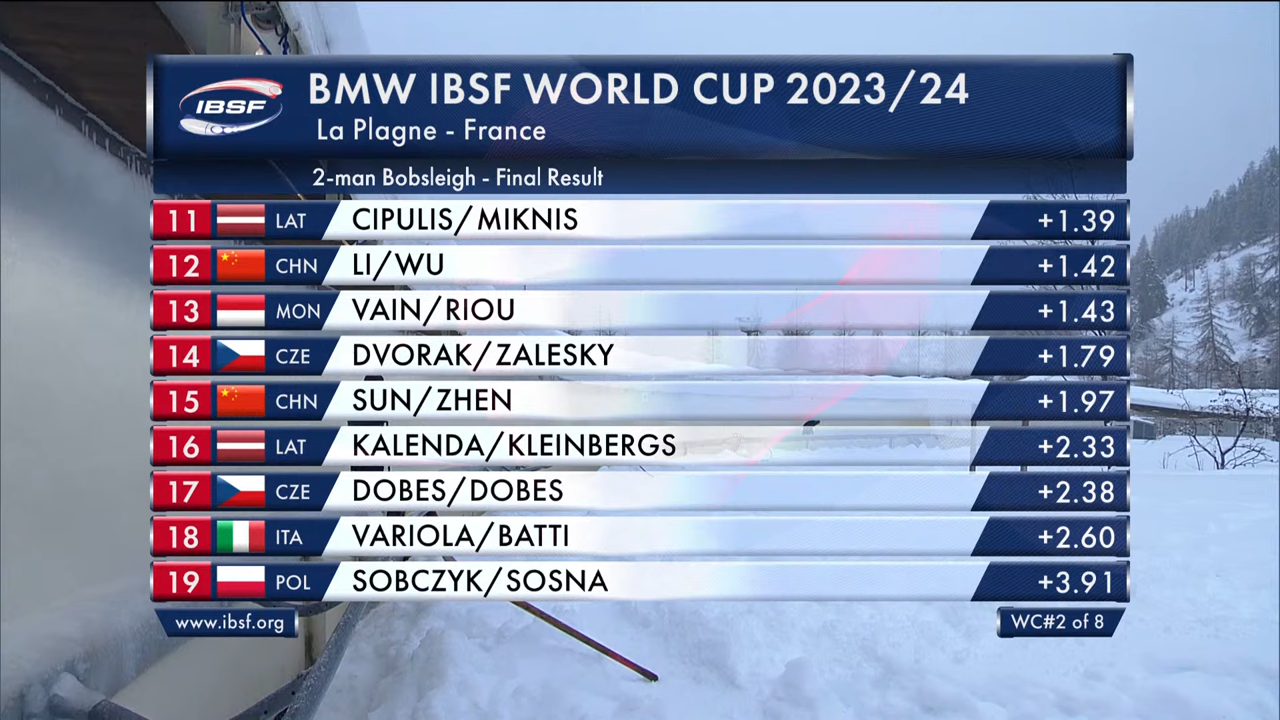 IBSF
BMW IBSF WORLD CUP 2023/24
La Plagne - France
2-man Bobsleigh - Final Result
11 LAT CIPULIS/MIKNIS +1.39
12 CHN LI/WU +1.42
13 MON VAIN/RIOU +1.43
14 CZE DVORAK/ZALESKY +1.79
15 CHN SUN/ZHEN +1.97
16 LAT KALENDA/KLEINBERGS +2.33
17 CZE DOBES/DOBES +2.38
18 ITA VARIOLA/BATTI +2.60
19 POL SOBCZYK/SOSNA +3.91
www.ibsf.org WC#2 of 8